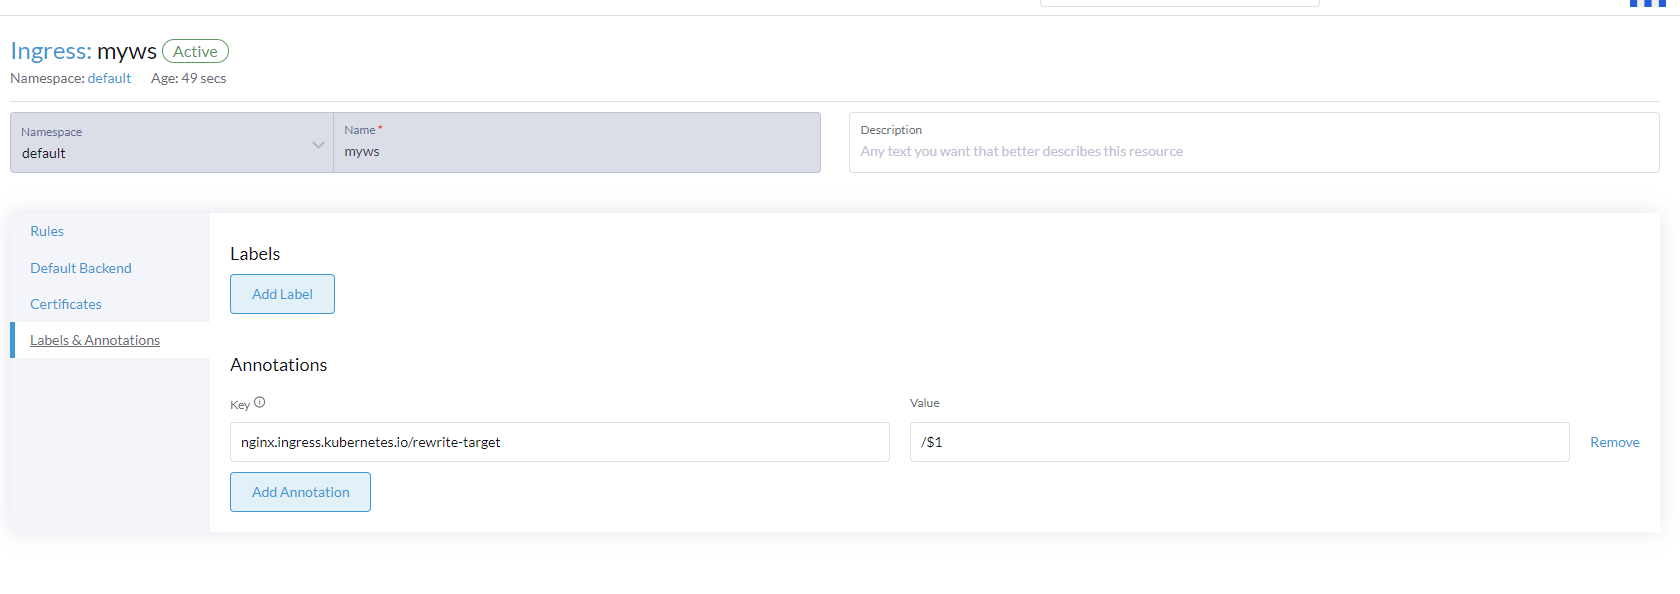 Ingress: myws Active
Namespace: default Age: 49 secs
Namespace
default
Name *
myws
Description
Any text you want that better describes this resource
Rules
Default Backend
Certificates
Labels & Annotations
Labels
Add Label
Annotations
Key
Value
nginx.ingress.kubernetes.io/rewrite-target
/$1
Remove
Add Annotation